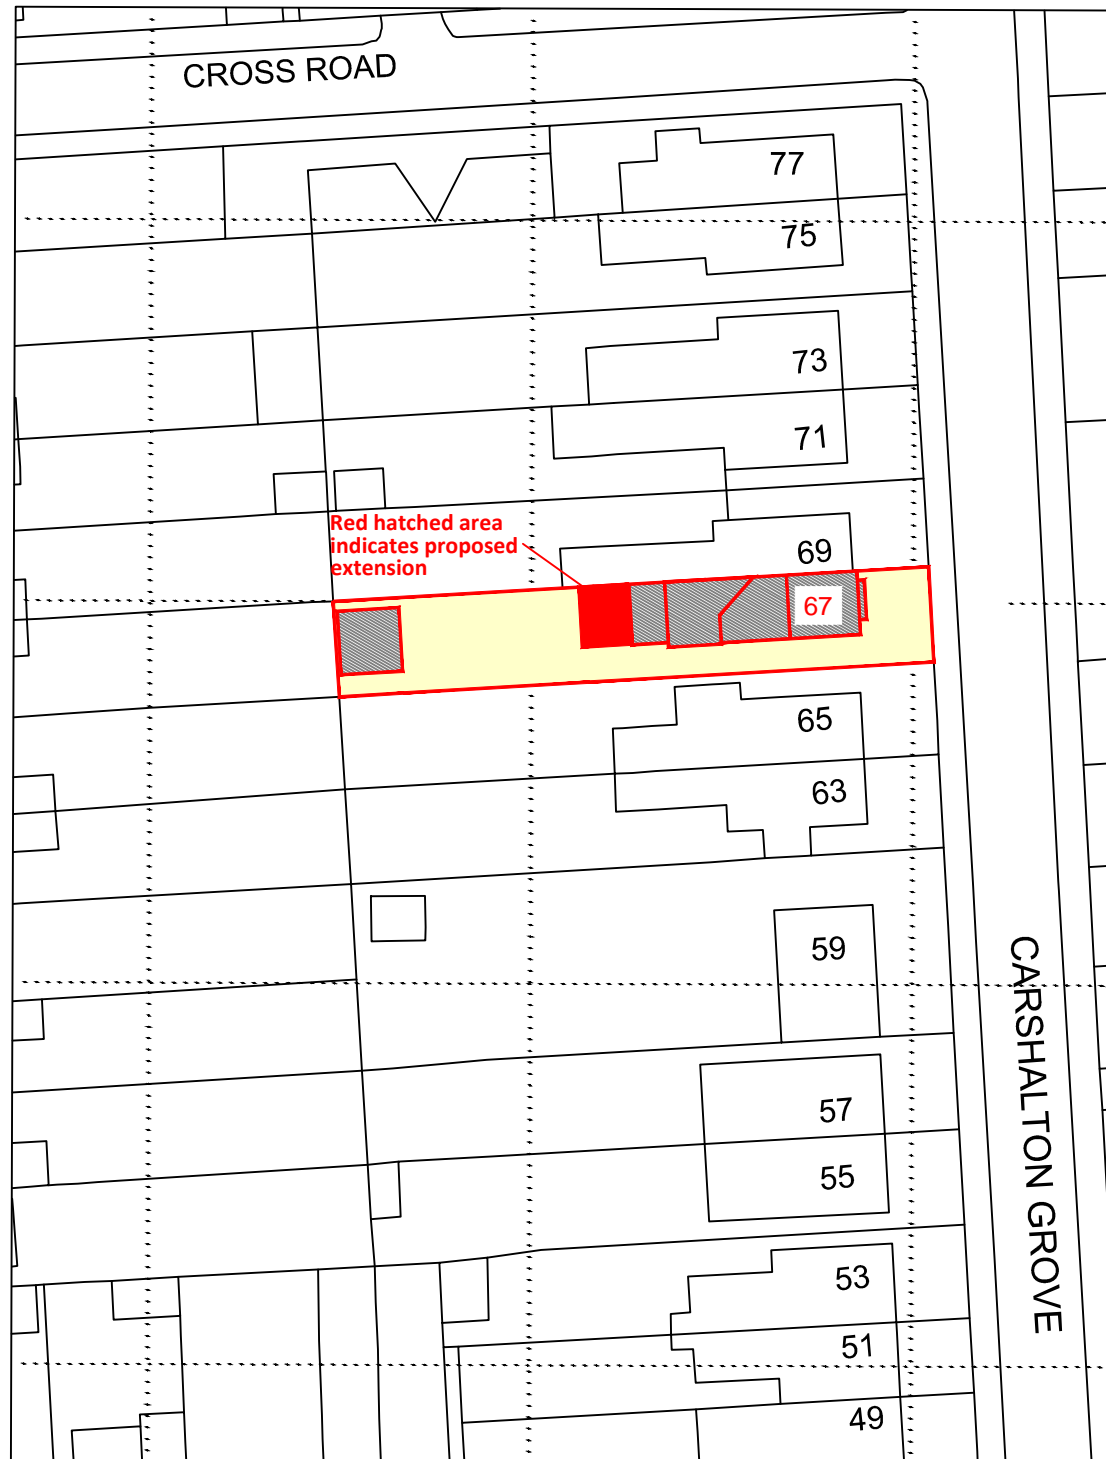 CROSS ROAD
77
75
73
71
Red hatched area
indicates proposed
extension
69
67
65
63
59
CARSHALTON GROVE
57
55
53
51
49